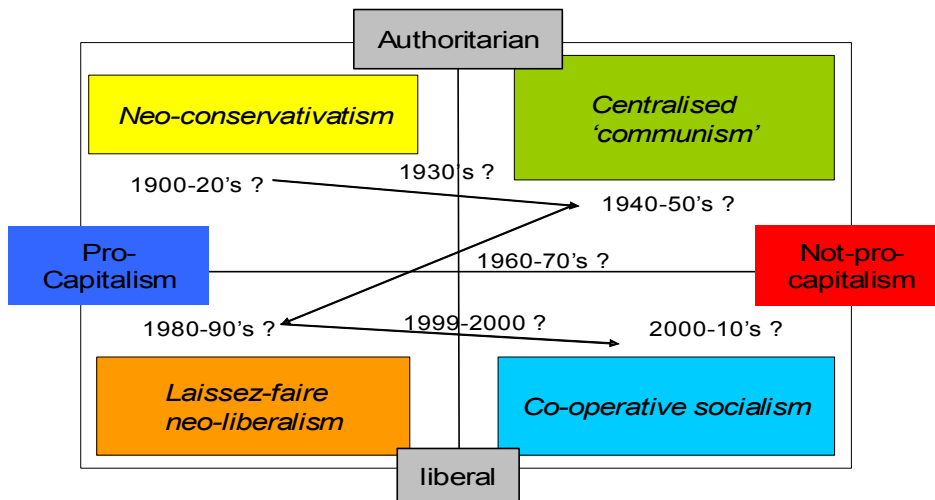 Authoritarian
Neo-conservativatism
Centralised
‘communism’
1930’s ?
1900-20’s ?
1940-50’s ?
Pro-
Capitalism
1960-70’s ?
Not-pro-
capitalism
1980-90’s ?
1999-2000 ?
2000-10’s ?
Laissez-faire
neo-liberalism
Co-operative socialism
liberal